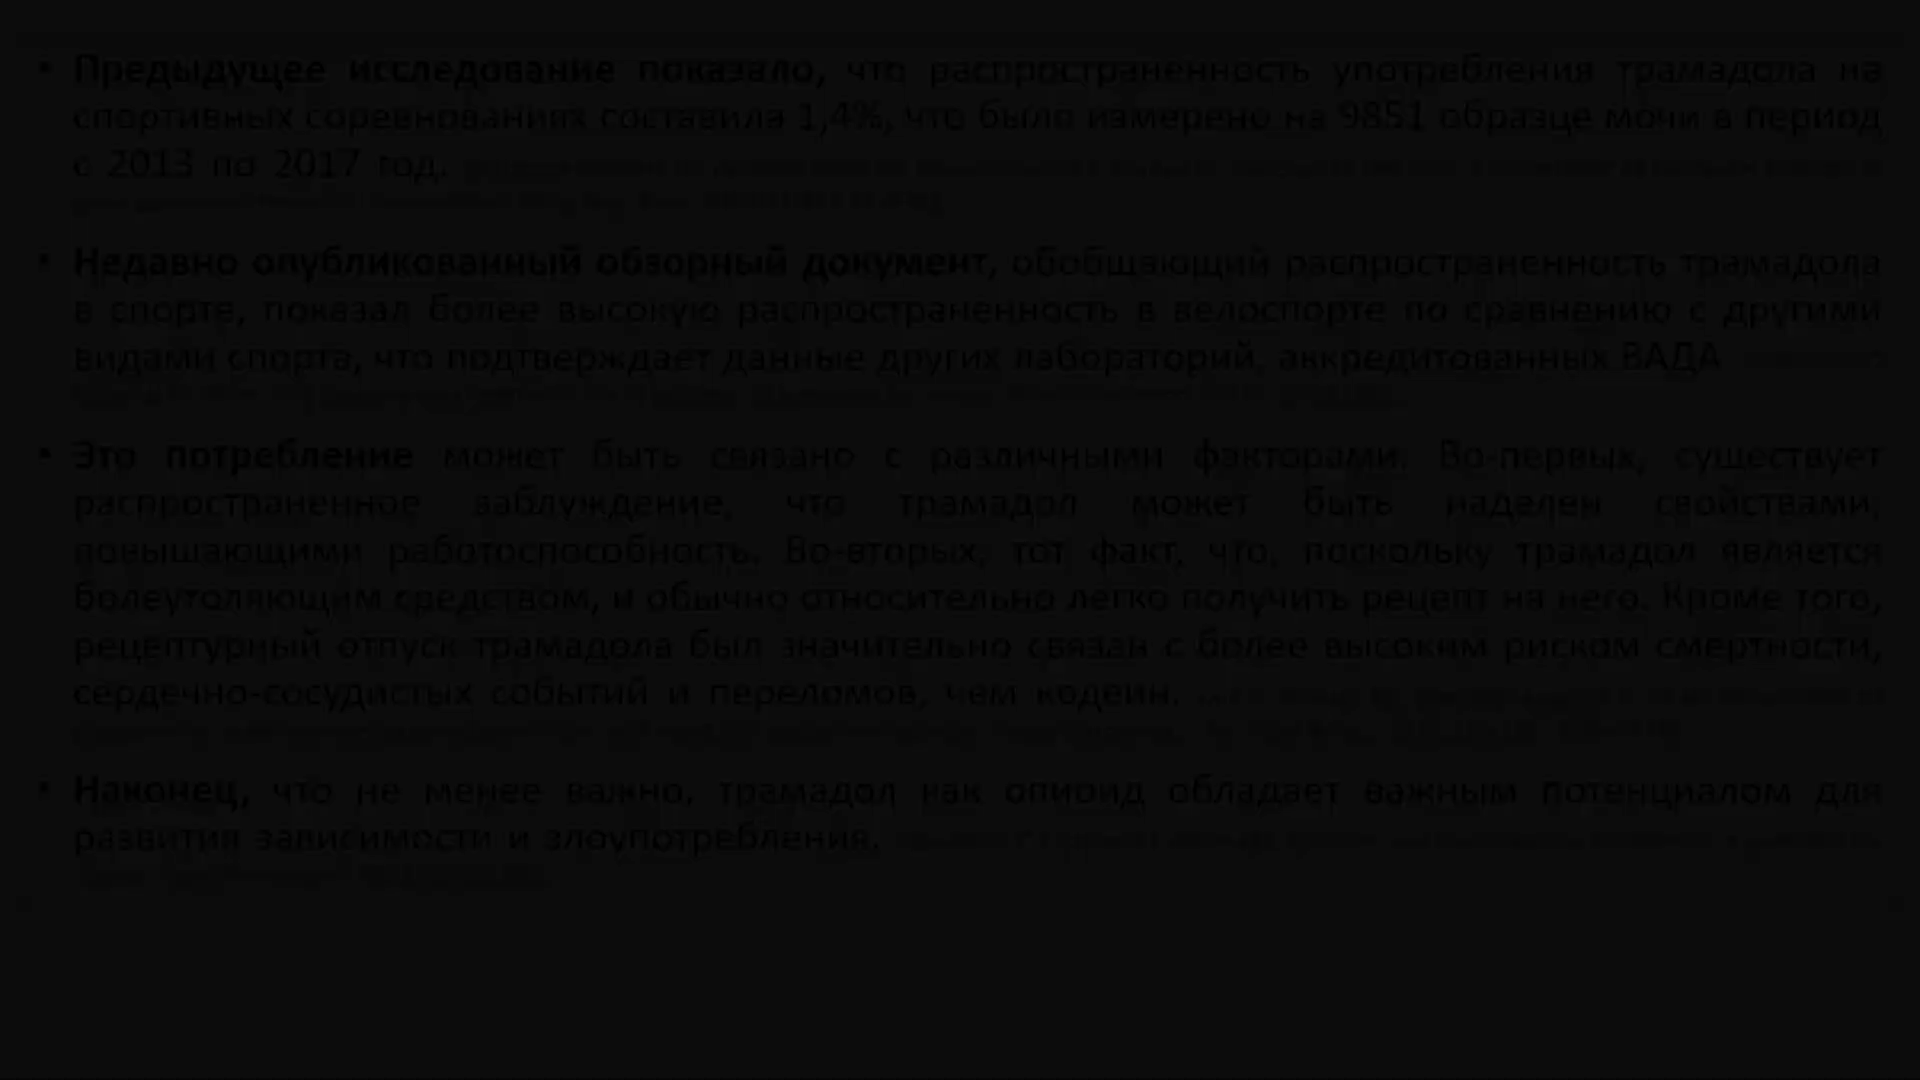 • Предыдущее исследование показало, что распространенность употребления трамадола на
спортивных соревнованиях составила 1,4%, что было измерено на 9851 образце мочи в период
с 2013 по 2017 год.
• Недавно опубликованный обзорный документ, обобщающий распространенность трамадола
в спорте, показал более высокую распространенность в велоспорте по сравнению с другими
видами спорта, что подтверждает данные других лабораторий, аккредитованных ВАДА
• Это потребление может быть связано с различными факторами. Во-первых, существует
распространенное заблуждение, что трамадол может быть наделен свойствами,
повышающими работоспособность. Во-вторых, тот факт, что, поскольку трамадол является
болеутоляющим средством, и обычно относительно легко получить рецепт на него. Кроме того,
рецептурный отпуск трамадола был значительно связан с более высоким риском смертности,
сердечно-сосудистых событий и переломов, чем кодеин.
• Наконец, что не менее важно, трамадол как опиоид обладает важным потенциалом для
развития зависимости и злоупотребления.